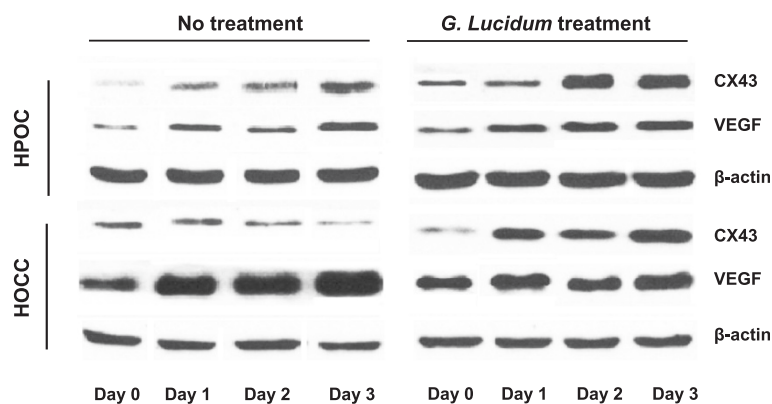 No treatment
G. Lucidum treatment
HPOC
CX43
VEGF
β-actin
HOCC
CX43
VEGF
β-actin
Day 0 Day 1 Day 2 Day 3 Day 0 Day 1 Day 2 Day 3